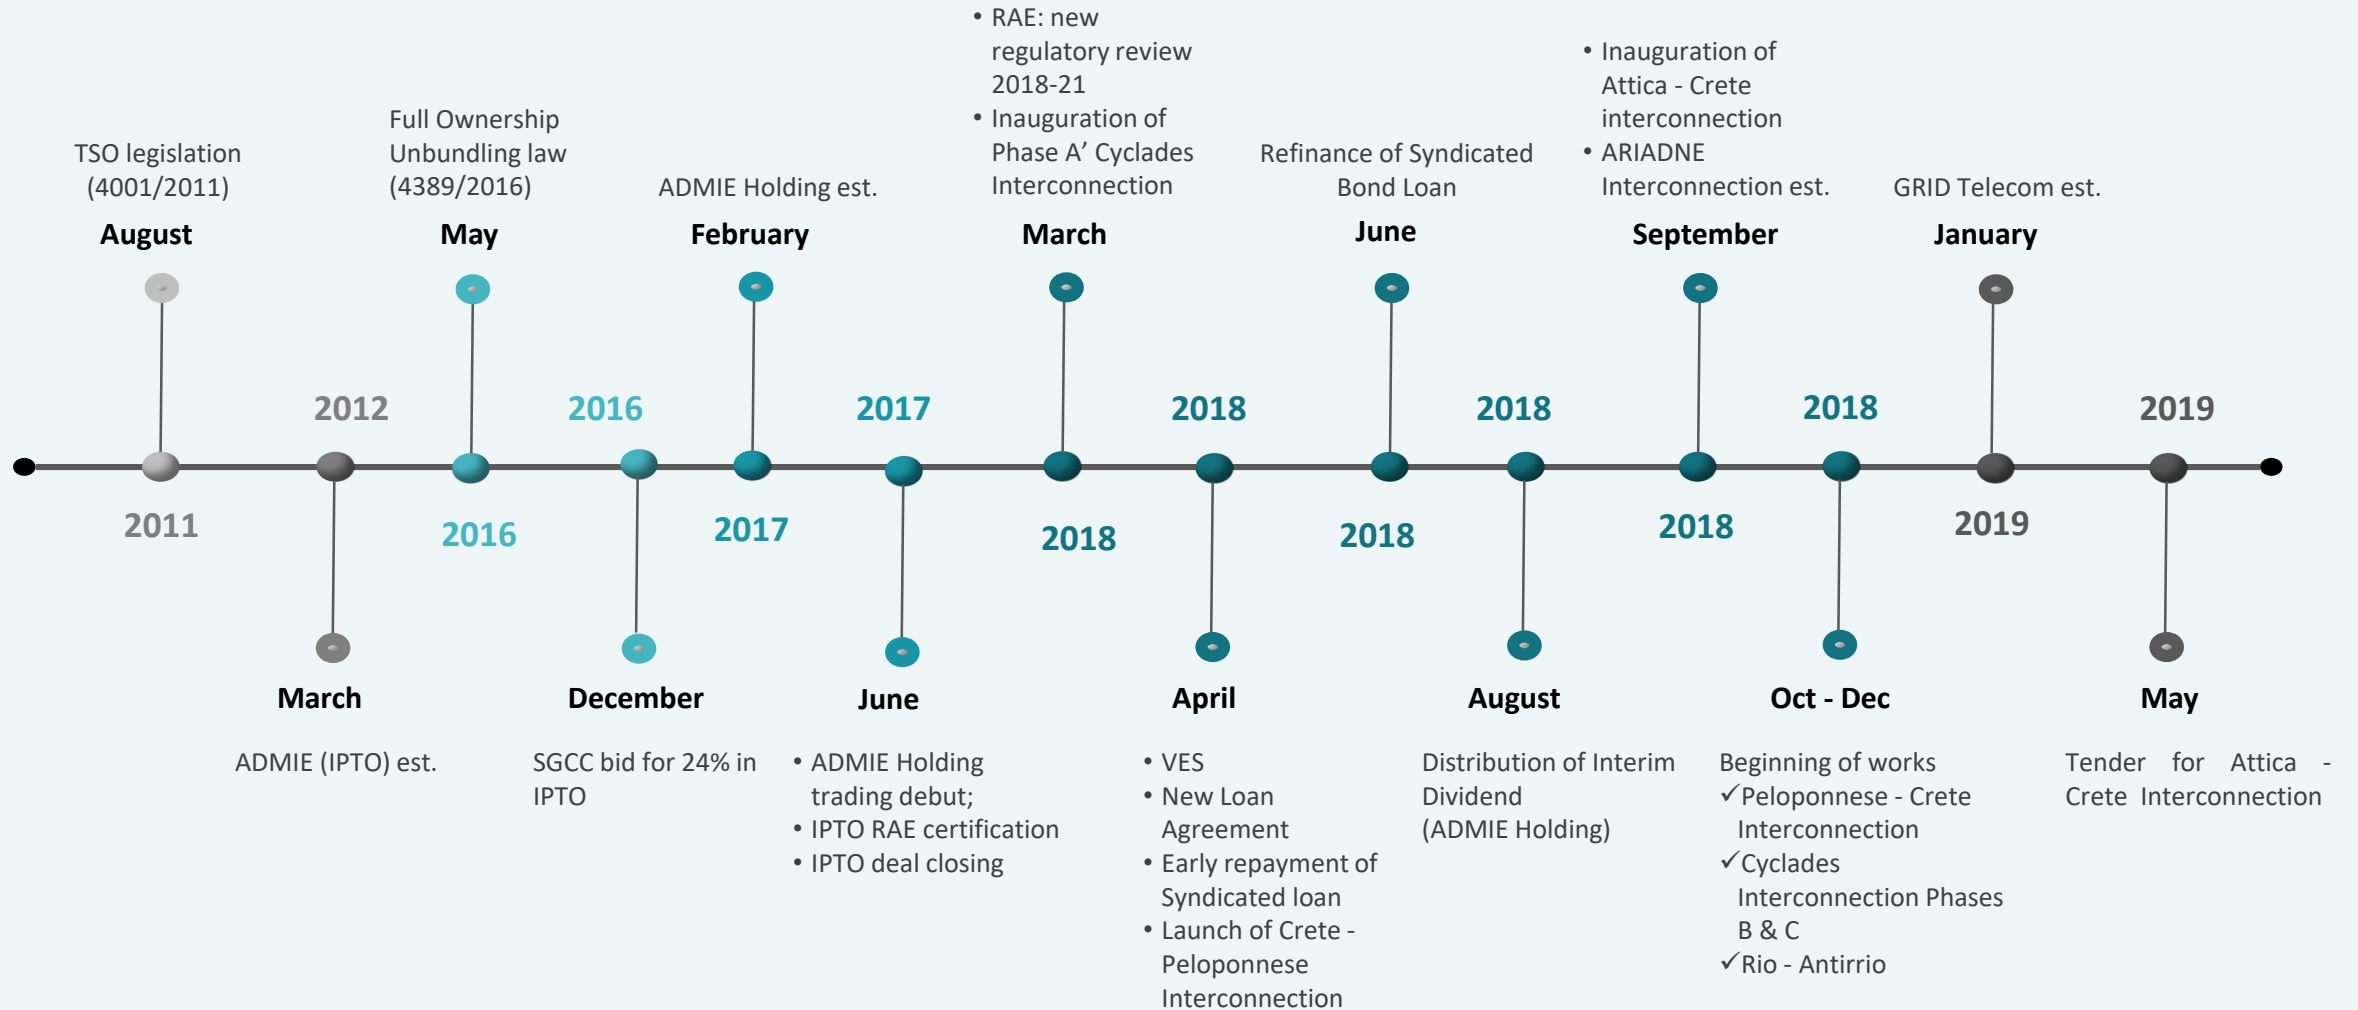 TSO legislation
(4001/2011)
August
2011
2012
March
ADMIE (IPTO) est.
Full Ownership
Unbundling law
(4389/2016)
May
2016
2016
December
SGCC bid for 24% in
IPTO
ADMIE Holding est.
February
2017
2017
June
• ADMIE Holding
trading debut;
• IPTO RAE certification
• IPTO deal closing
• RAE: new
regulatory review
2018-21
• Inauguration of
Phase A’ Cyclades
Interconnection
March
2018
2018
April
• VES
• New Loan
Agreement
• Early repayment of
Syndicated loan
• Launch of Crete -
Peloponnese
Interconnection
Refinance of Syndicated
Bond Loan
June
2018
2018
August
Distribution of Interim
Dividend
(ADMIE Holding)
• Inauguration of
Attica - Crete
interconnection
• ARIADNE
Interconnection est.
September
2018
2018
Oct - Dec
Beginning of works
✓Peloponnese - Crete
Interconnection
✓Cyclades
Interconnection Phases
B & C
✓Rio - Antirrio
GRID Telecom est.
January
2019
2019
May
Tender for Attica -
Crete Interconnection